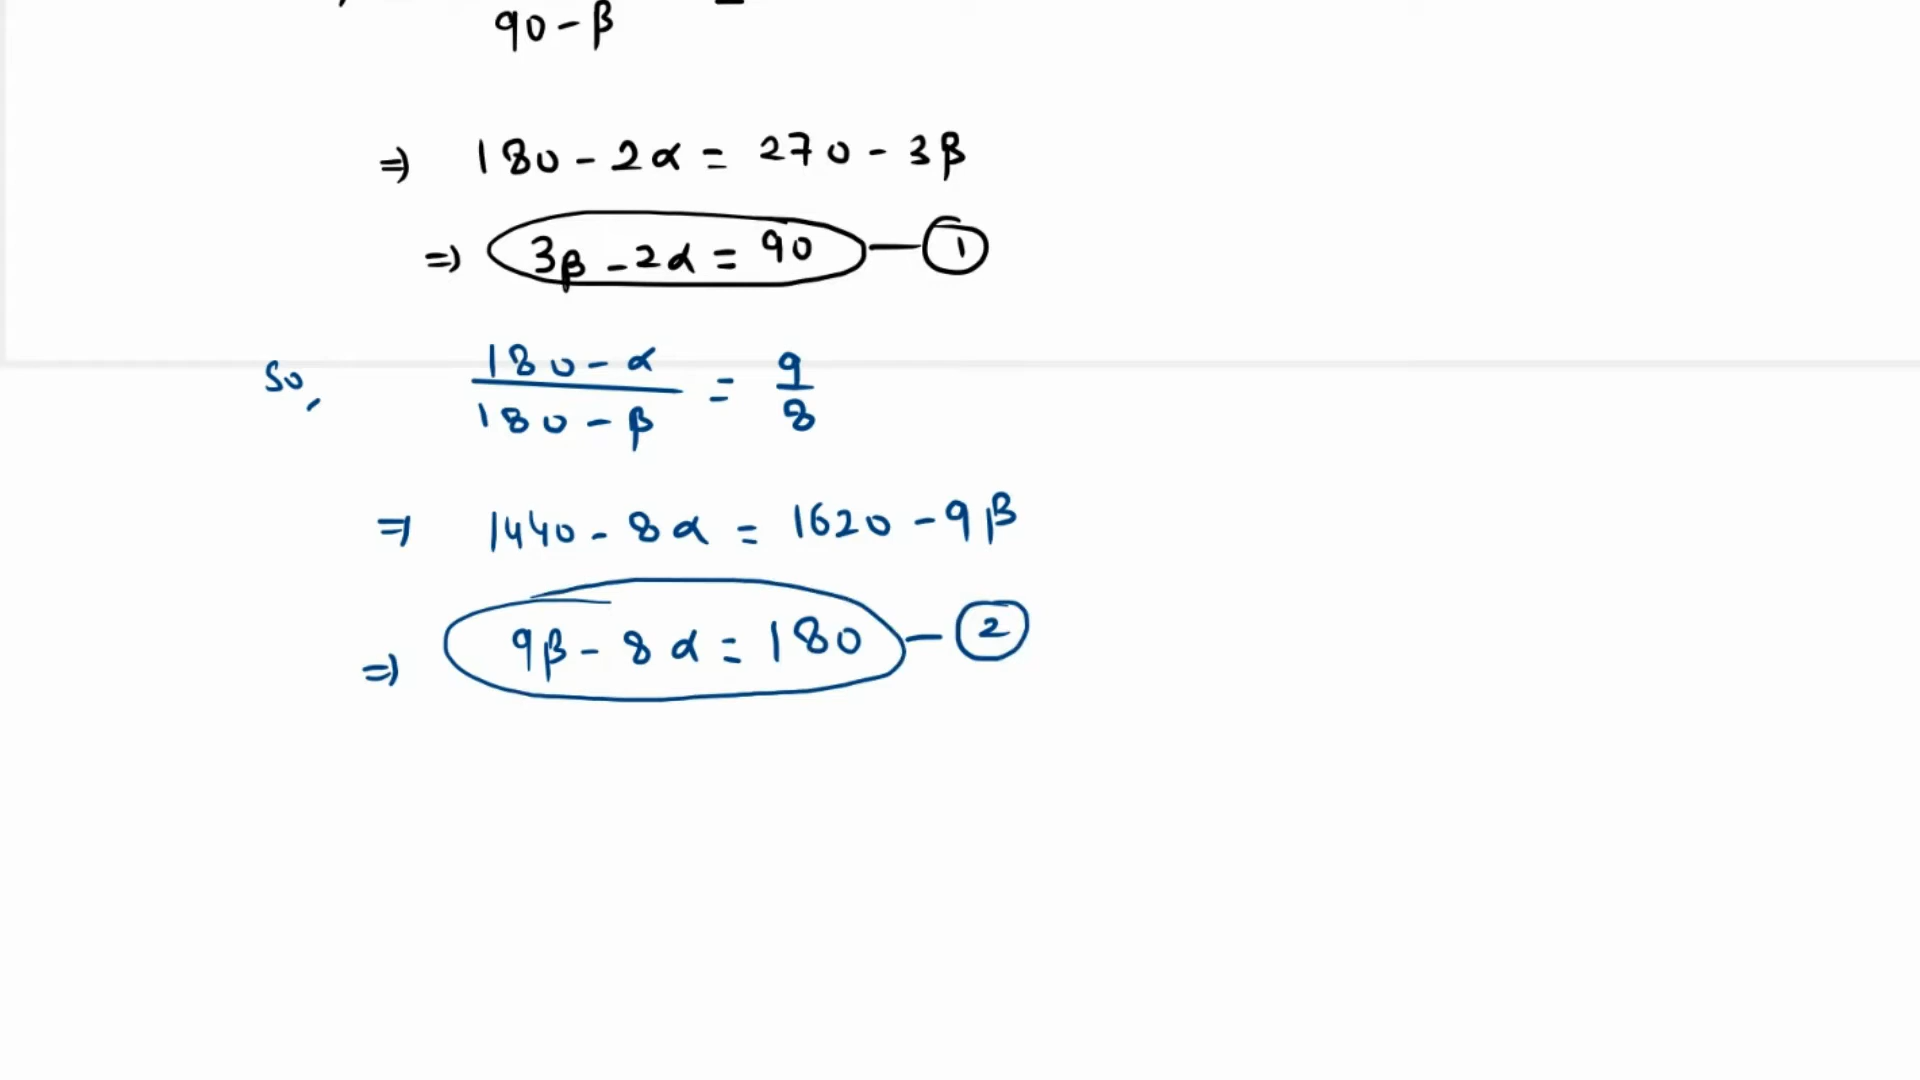 90 - β
⇒ 180 - 2α = 270 - 3β
⇒ 3β - 2α = 90 — ①
So, (180 - α)/(180 - β) = 9/8
⇒ 1440 - 8α = 1620 - 9β
⇒ 9β - 8α = 180 — ②